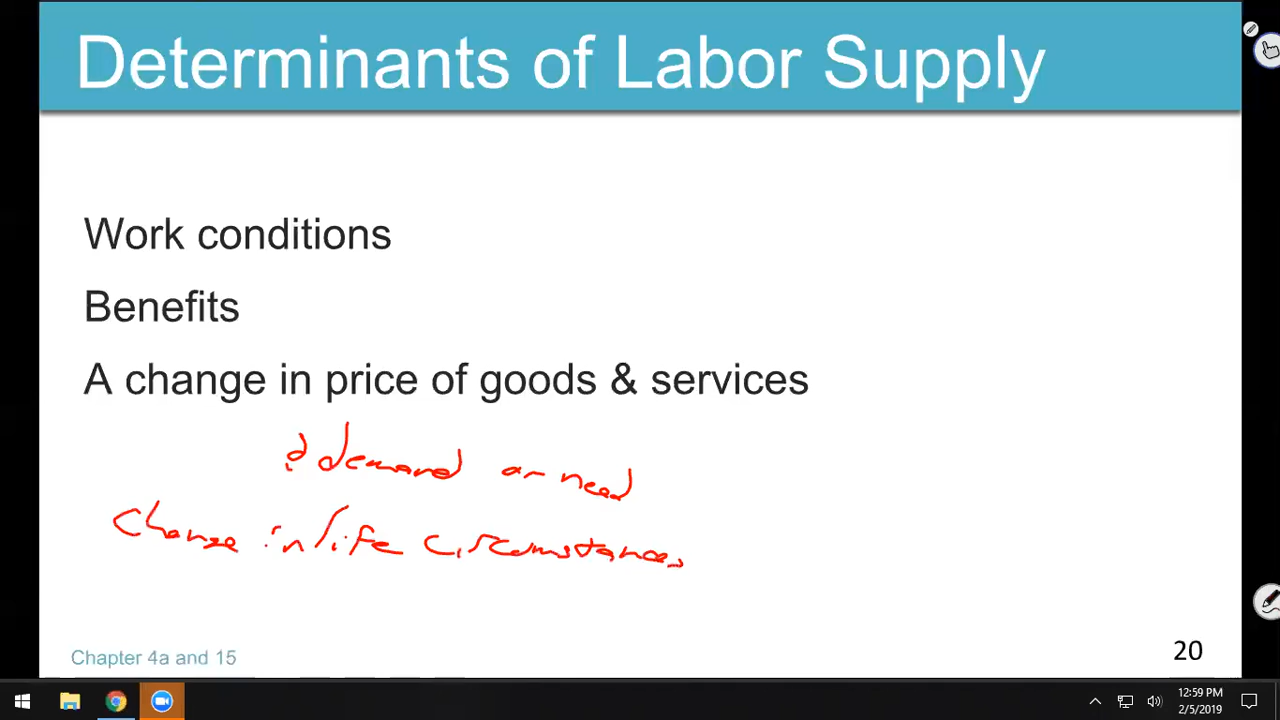 Determinants of Labor Supply
Work conditions
Benefits
A change in price of goods & services
demand or need
Change in life circumstances
Chapter 4a and 15
20
12:59 PM
2/5/2019